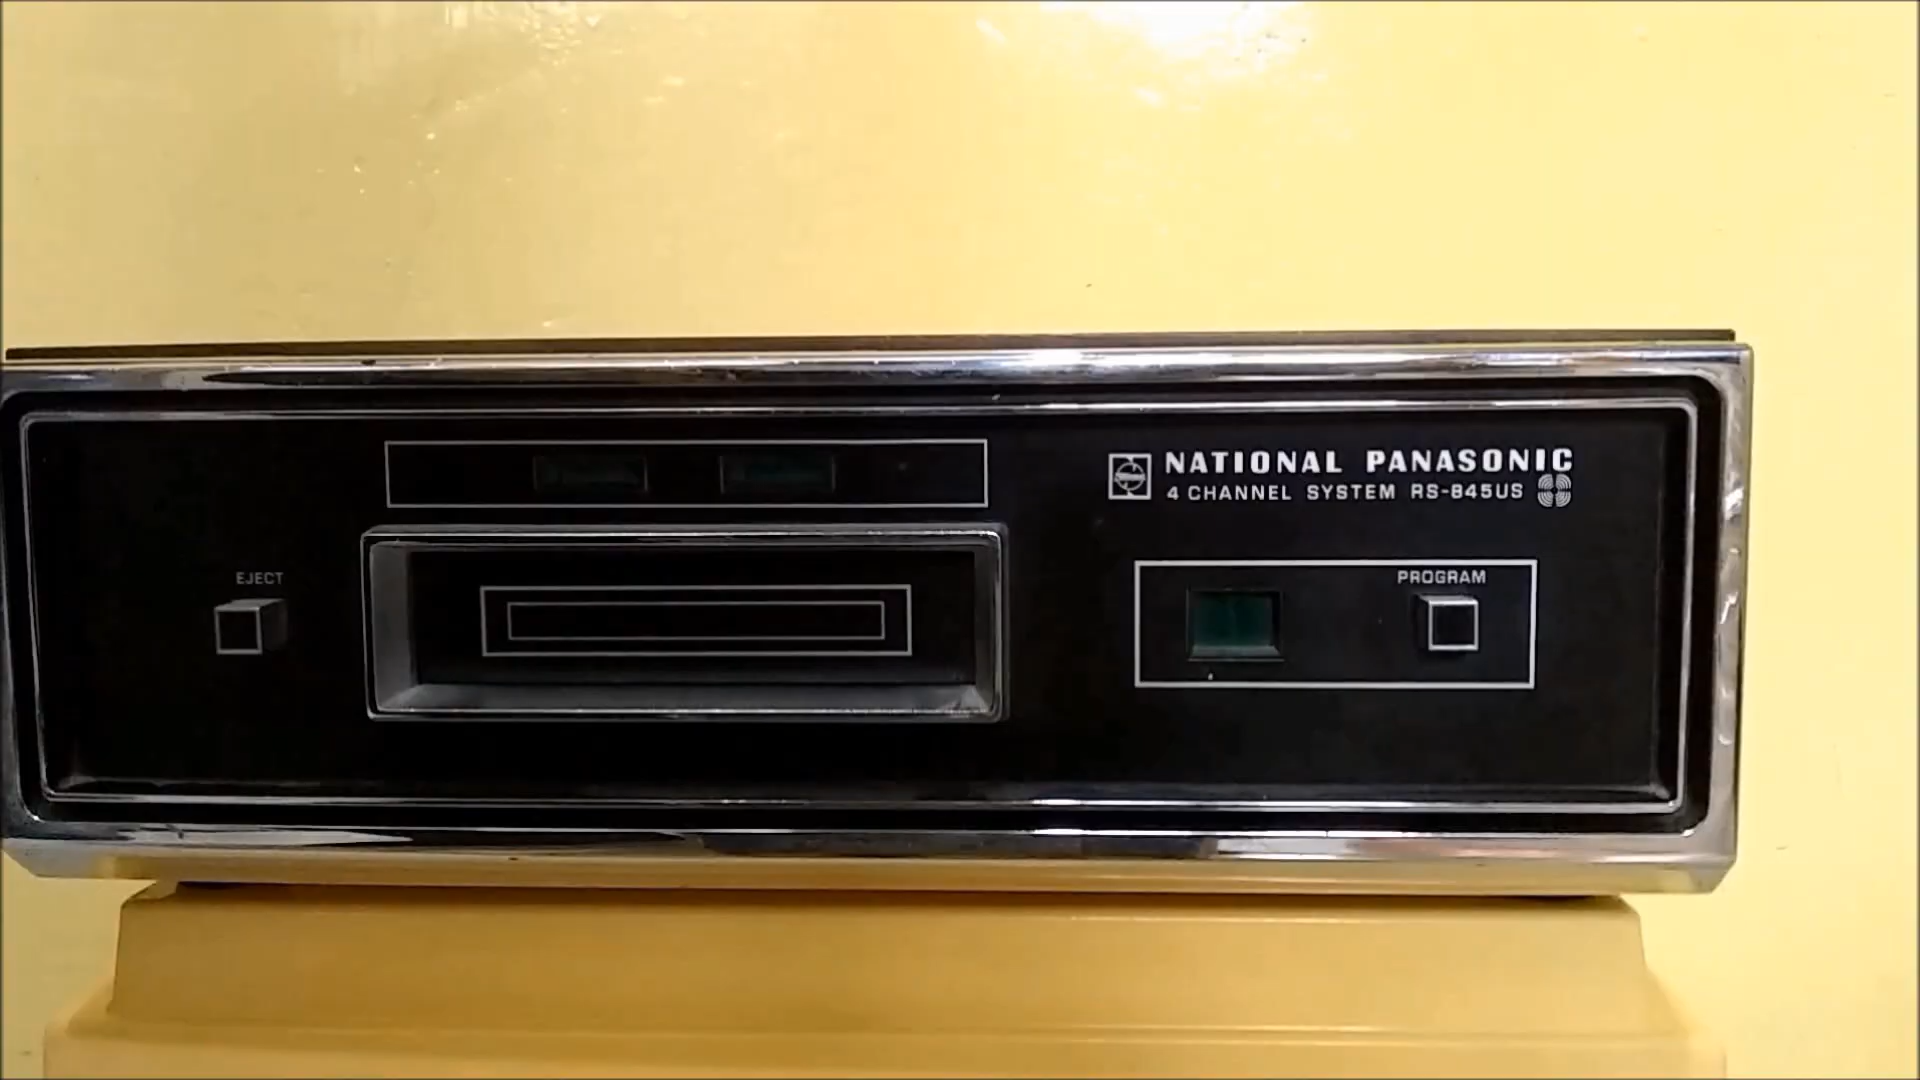 NATIONAL PANASONIC
4 CHANNEL SYSTEM RS-845US
EJECT
PROGRAM